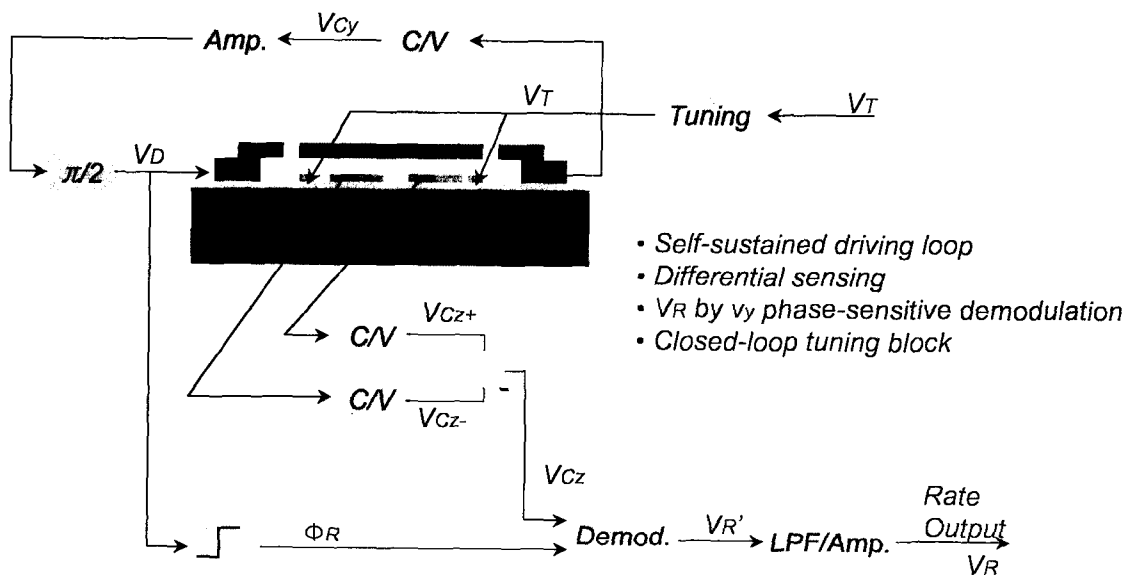 Amp.
VCy
C/V
VT
Tuning
VT
π/2
VD
• Self-sustained driving loop
• Differential sensing
• VR by vy phase-sensitive demodulation
• Closed-loop tuning block
C/V
VCz+
C/V
VCz-
-
VCz
ΦR
Demod.
VR'
LPF/Amp.
Rate
Output
VR